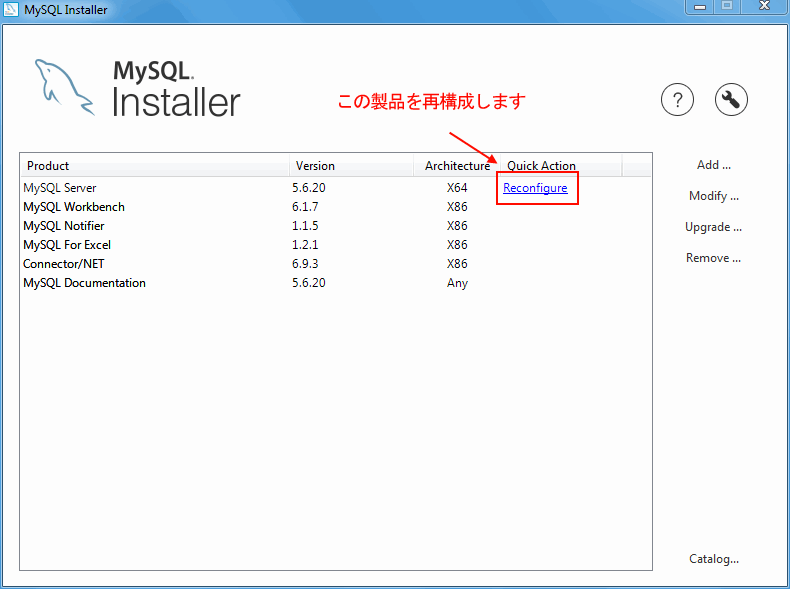 MySQL Installer
MySQL.
Installer
この製品を再構成します
?
Product Version Architecture Quick Action
MySQL Server 5.6.20 X64 Reconfigure
MySQL Workbench 6.1.7 X86
MySQL Notifier 1.1.5 X86
MySQL For Excel 1.2.1 X86
Connector/NET 6.9.3 X86
MySQL Documentation 5.6.20 Any
Add ...
Modify ...
Upgrade ...
Remove ...
Catalog...